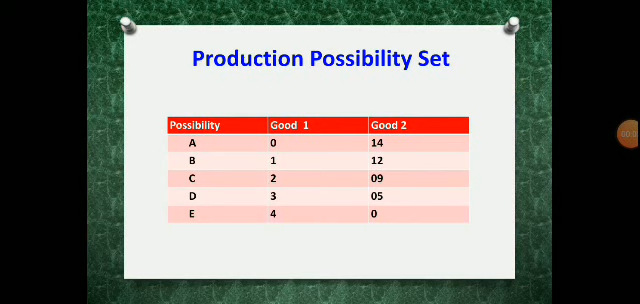 Production Possibility Set
Possibility Good 1 Good 2
A 0 14
B 1 12
C 2 09
D 3 05
E 4 0